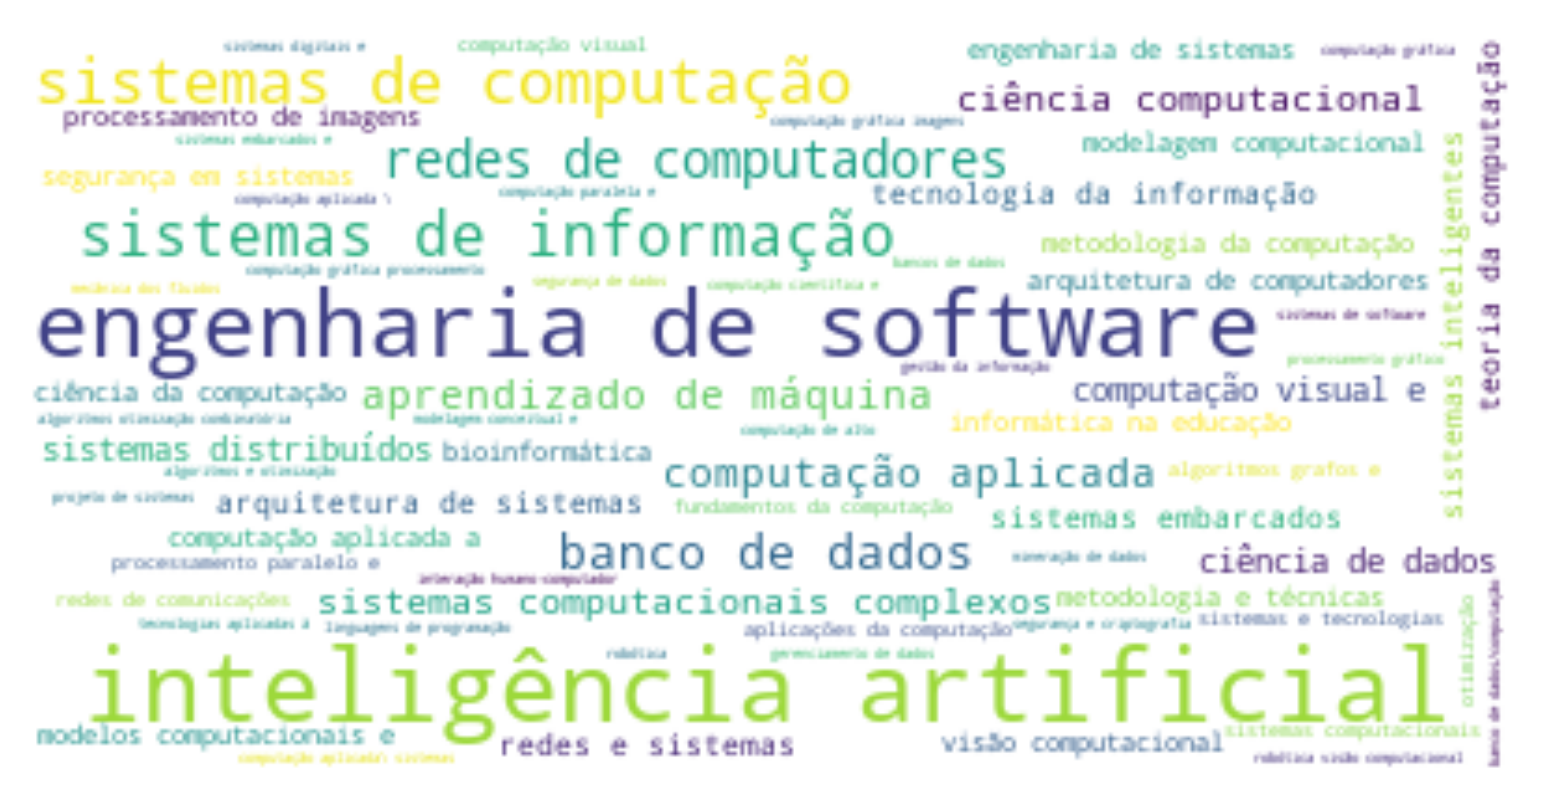 sistemas digitais e
computação visual
engenharia de sistemas
computação gráfica
sistemas de computação
ciência computacional
processamento de imagens
computação gráfica imagens
sistemas embarcados e
redes de computadores
modelagem computacional
segurança em sistemas
computação paralela e
tecnologia da informação
computação aplicada \
sistemas de informação
metodologia da computação
bancos de dados
computação gráfica processamento
segurança de dados
computação científica e
arquitetura de computadores
mecânica dos fluidos
engenharia de software
sistemas de software
processamento gráfico
gestão da informação
sistemas inteligentes
teoria da computação
ciência da computação
aprendizado de máquina
computação visual e
algoritmos otimização combinatória
modelagem conceitual e
informática na educação
computação de alto
sistemas distribuídos
bioinformática
algoritmos e otimização
computação aplicada
algoritmos grafos e
projeto de sistemas
arquitetura de sistemas
fundamentos da computação
sistemas embarcados
computação aplicada a
banco de dados
mineração de dados
ciência de dados
processamento paralelo e
interação humano-computador
redes de comunicações
sistemas computacionais complexos
metodologia e técnicas
tecnologias aplicadas à
linguagens de programação
aplicações da computação
segurança e criptografia
sistemas e tecnologias
robótica
gerenciamento de dados
inteligência artificial
otimização
banco de dados/computação
modelos computacionais e
redes e sistemas
visão computacional
sistemas computacionais
computação aplicada\ sistemas
robótica visão computacional